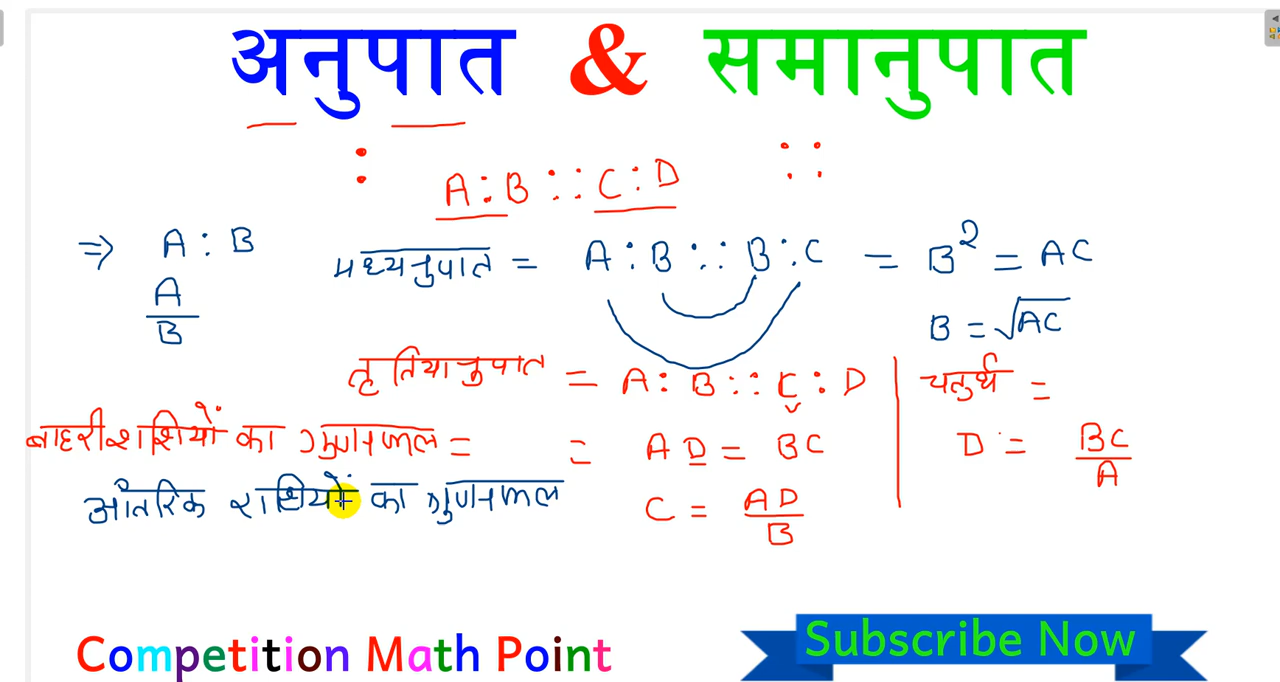 अनुपात & समानुपात
:
A : B :: C : D
::
⇒ A : B
A
B
मध्यनुपात = A : B :: B : C = B² = AC
B = √AC
तृतियानुपात = A : B :: C : D
चतुर्थ =
बाहरी राशियों का गुणनफल =
= AD = BC
D = BC/A
आंतरिक राशियों का गुणनफल
C = AD/B
Competition Math Point
Subscribe Now